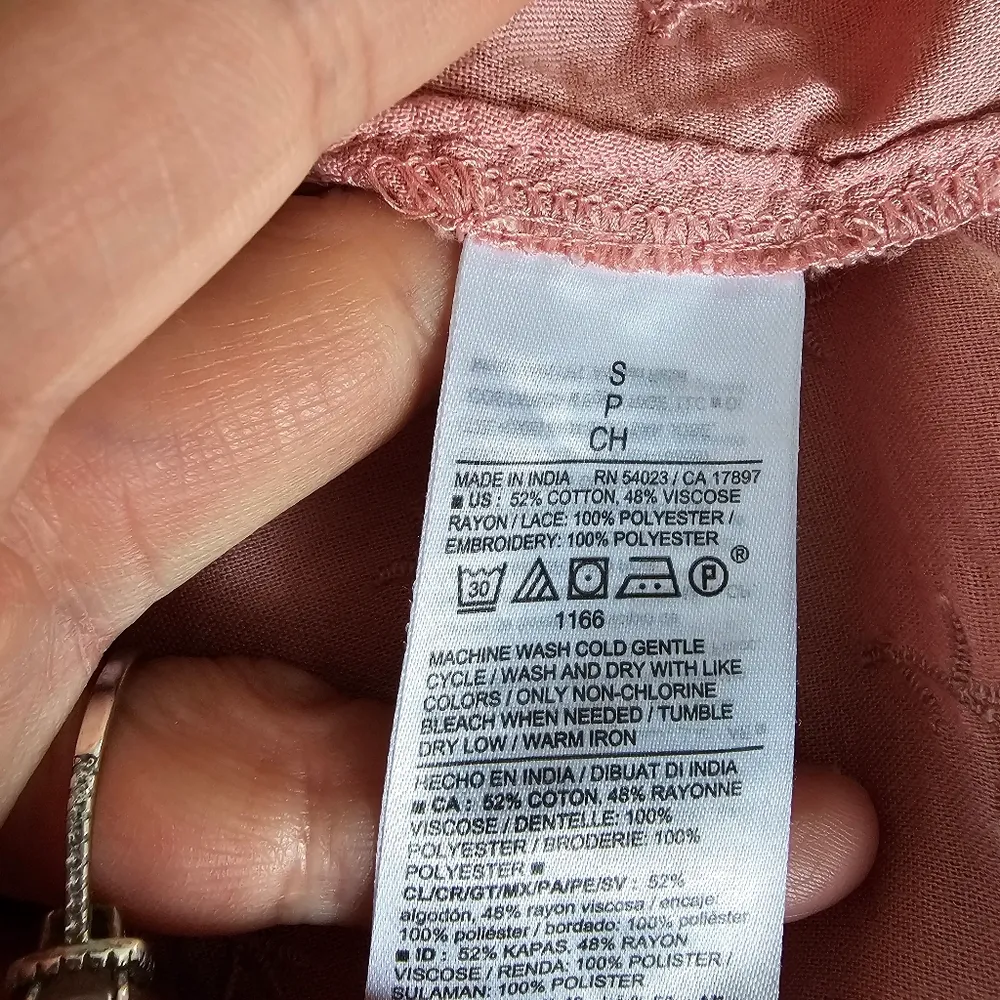 S
P
CH
MADE IN INDIA RN 54023 / CA 17897
■ US : 52% COTTON, 48% VISCOSE
RAYON / LACE: 100% POLYESTER /
EMBROIDERY: 100% POLYESTER
30 P ®
1166
MACHINE WASH COLD GENTLE
CYCLE / WASH AND DRY WITH LIKE
COLORS / ONLY NON-CHLORINE
BLEACH WHEN NEEDED / TUMBLE
DRY LOW / WARM IRON
HECHO EN INDIA / DIBUAT DI INDIA
■ CA : 52% COTON, 48% RAYONNE
VISCOSE / DENTELLE: 100%
POLYESTER / BRODERIE: 100%
POLYESTER ■
CL/CR/GT/MX/PA/PE/SV : 52%
algodón, 48% rayon viscosa / encaje:
100% poliéster / bordado: 100% poliéster
■ ID : 52% KAPAS, 48% RAYON
VISCOSE / RENDA: 100% POLISTER /
SULAMAN: 100% POLISTER